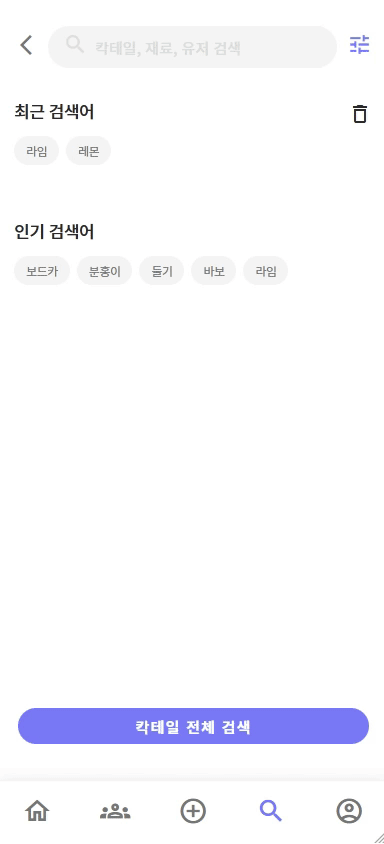 칵테일, 재료, 유저 검색
최근 검색어
라임 레몬
인기 검색어
보드카 분홍이 들기 바보 라임
칵테일 전체 검색